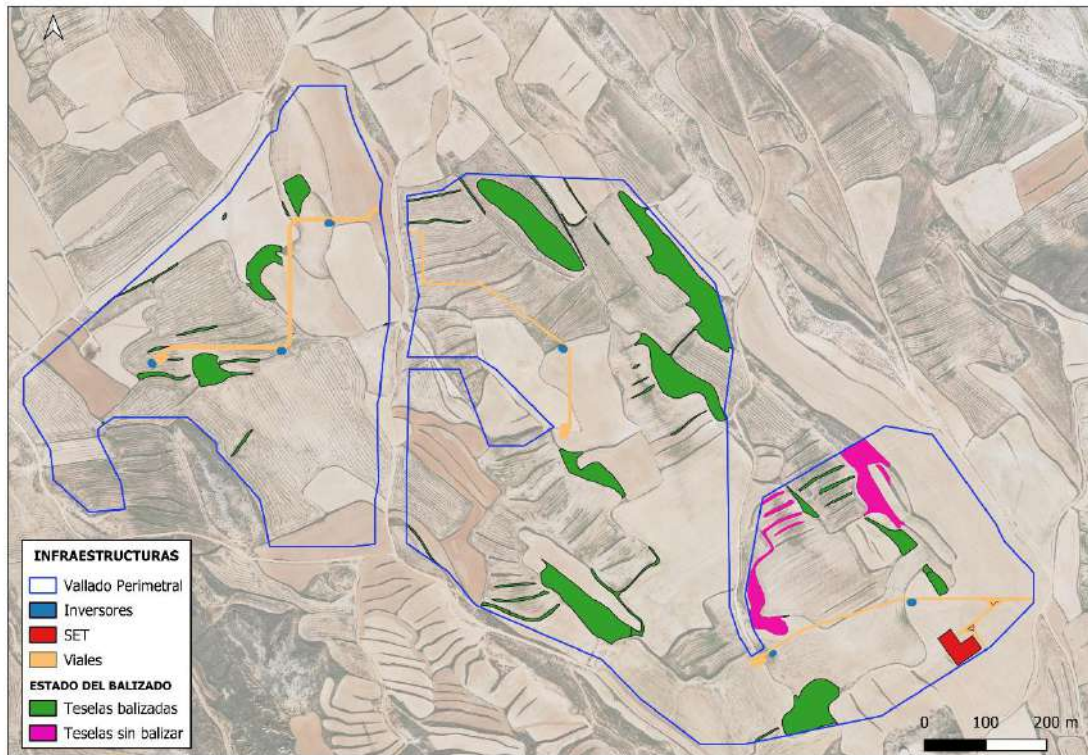 INFRAESTRUCTURAS
Vallado Perimetral
Inversores
SET
Viales
ESTADO DEL BALIZADO
Teselas balizadas
Teselas sin balizar
0 100 200 m